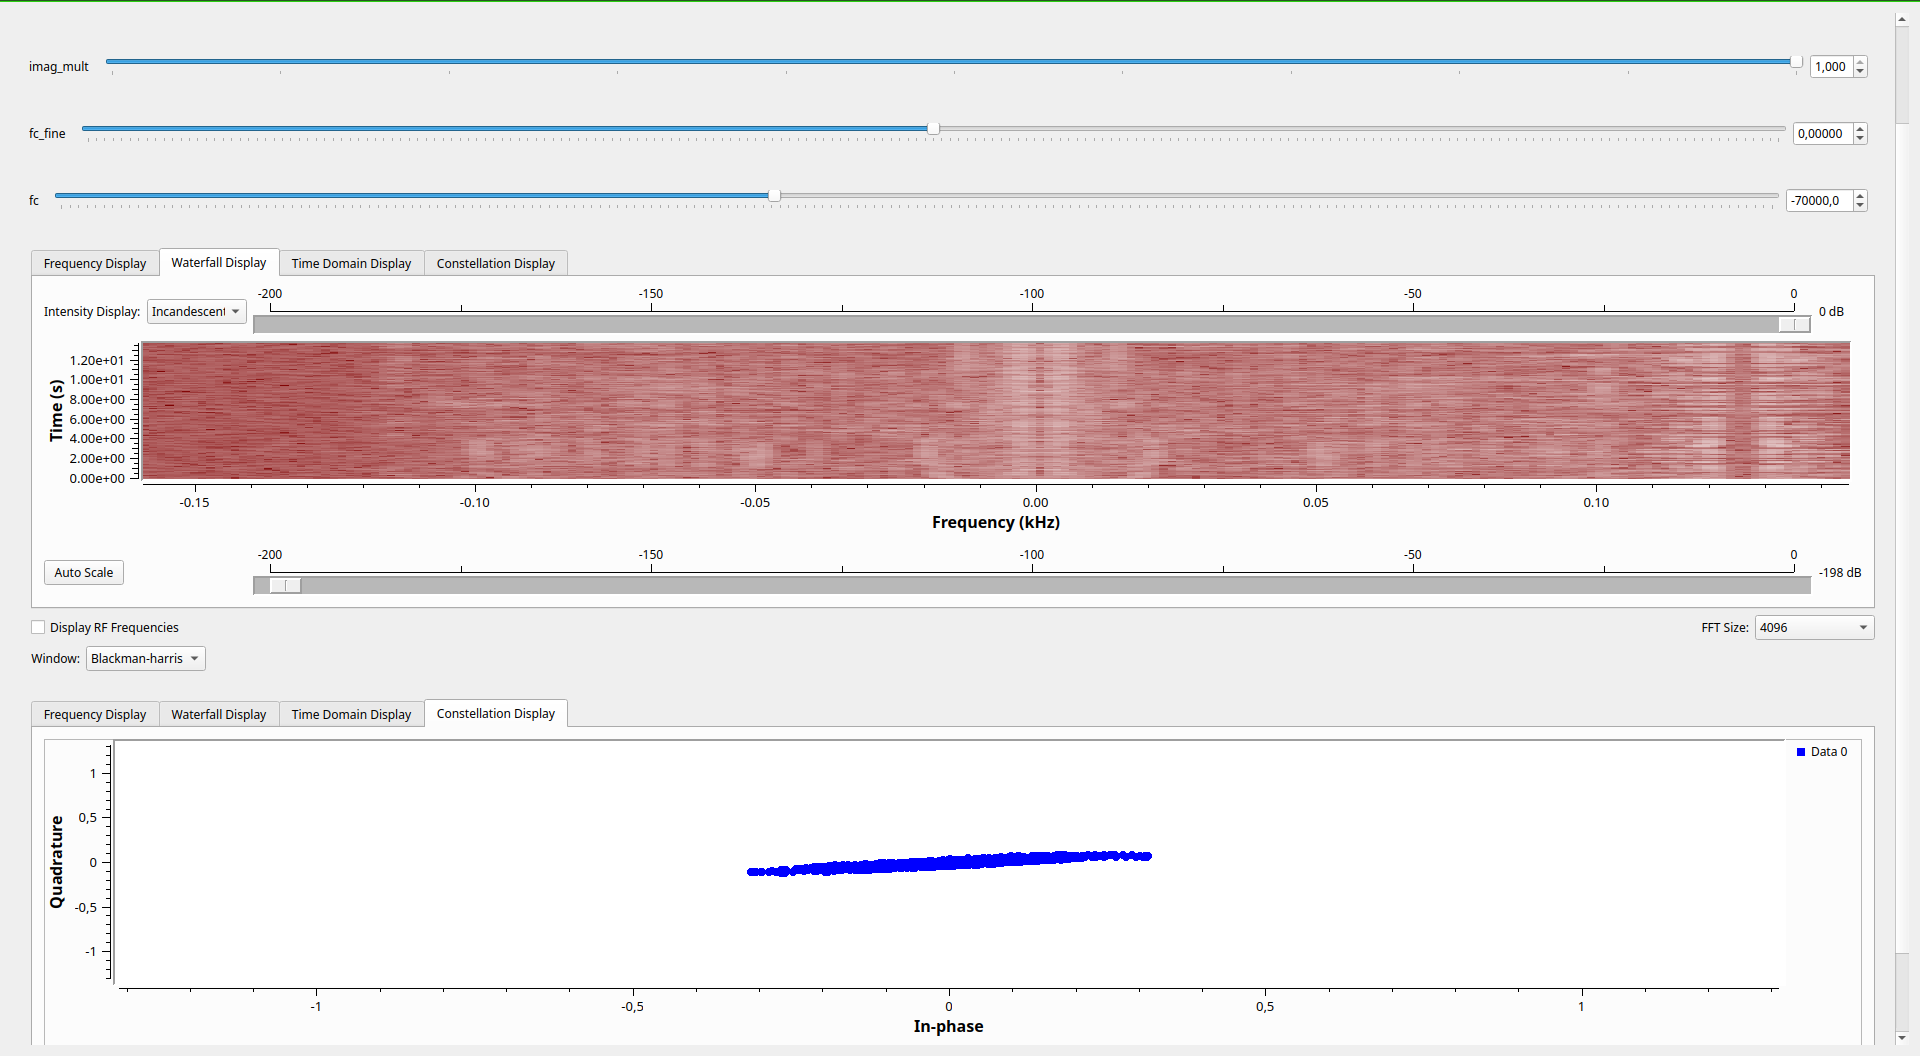 imag_mult 1,000
fc_fine 0,00000
fc -70000,0
Frequency Display Waterfall Display Time Domain Display Constellation Display
-200 -150 -100 -50 0
Intensity Display: Incandescent 0 dB
Time (s)
1.20e+01
1.00e+01
8.00e+00
6.00e+00
4.00e+00
2.00e+00
0.00e+00
-0.15 -0.10 -0.05 0.00 0.05 0.10
Frequency (kHz)
-200 -150 -100 -50 0
Auto Scale -198 dB
Display RF Frequencies FFT Size: 4096
Window: Blackman-harris
Frequency Display Waterfall Display Time Domain Display Constellation Display
Data 0
Quadrature
1
0,5
0
-0,5
-1
-1 -0,5 0 0,5 1
In-phase